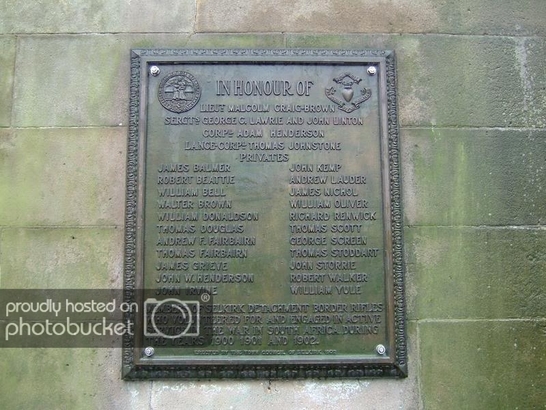 IN HONOUR OF
LIEUT MALCOLM CRAIG-BROWN
SERGTS GEORGE G. LAWRIE AND JOHN LINTON
CORPL ADAM HENDERSON
LANCE-CORPL THOMAS JOHNSTONE
PRIVATES
JAMES BALMER JOHN KEMP
ROBERT BEATTIE ANDREW LAUDER
WILLIAM BELL JAMES NICHOL
WALTER BROWN WILLIAM OLIVER
WILLIAM DONALDSON RICHARD RENWICK
THOMAS DOUGLAS THOMAS SCOTT
ANDREW F. FAIRBAIRN GEORGE SCREEN
THOMAS FAIRBAIRN THOMAS STODDART
JAMES GRIEVE JOHN STORRIE
JOHN W. HENDERSON ROBERT WALKER
JOHN IRVINE WILLIAM YULE
SELKIRK DETACHMENT BORDER RIFLES
FOR AND ENGAGED IN ACTIVE
WAR IN SOUTH AFRICA DURING
1900 1901 AND 1902.
proudly hosted on
photobucket